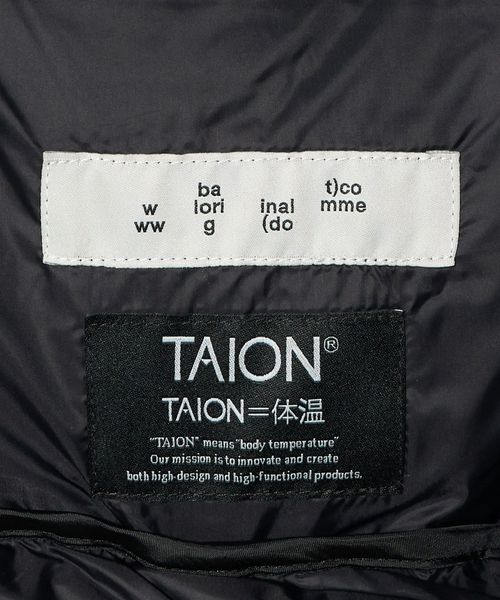 w
ww
ba
lori
g
inal
(do
t)co
mme
TAION®
TAION=体温
"TAION" means "body temperature"
Our mission is to innovate and create
both high-design and high-functional products.